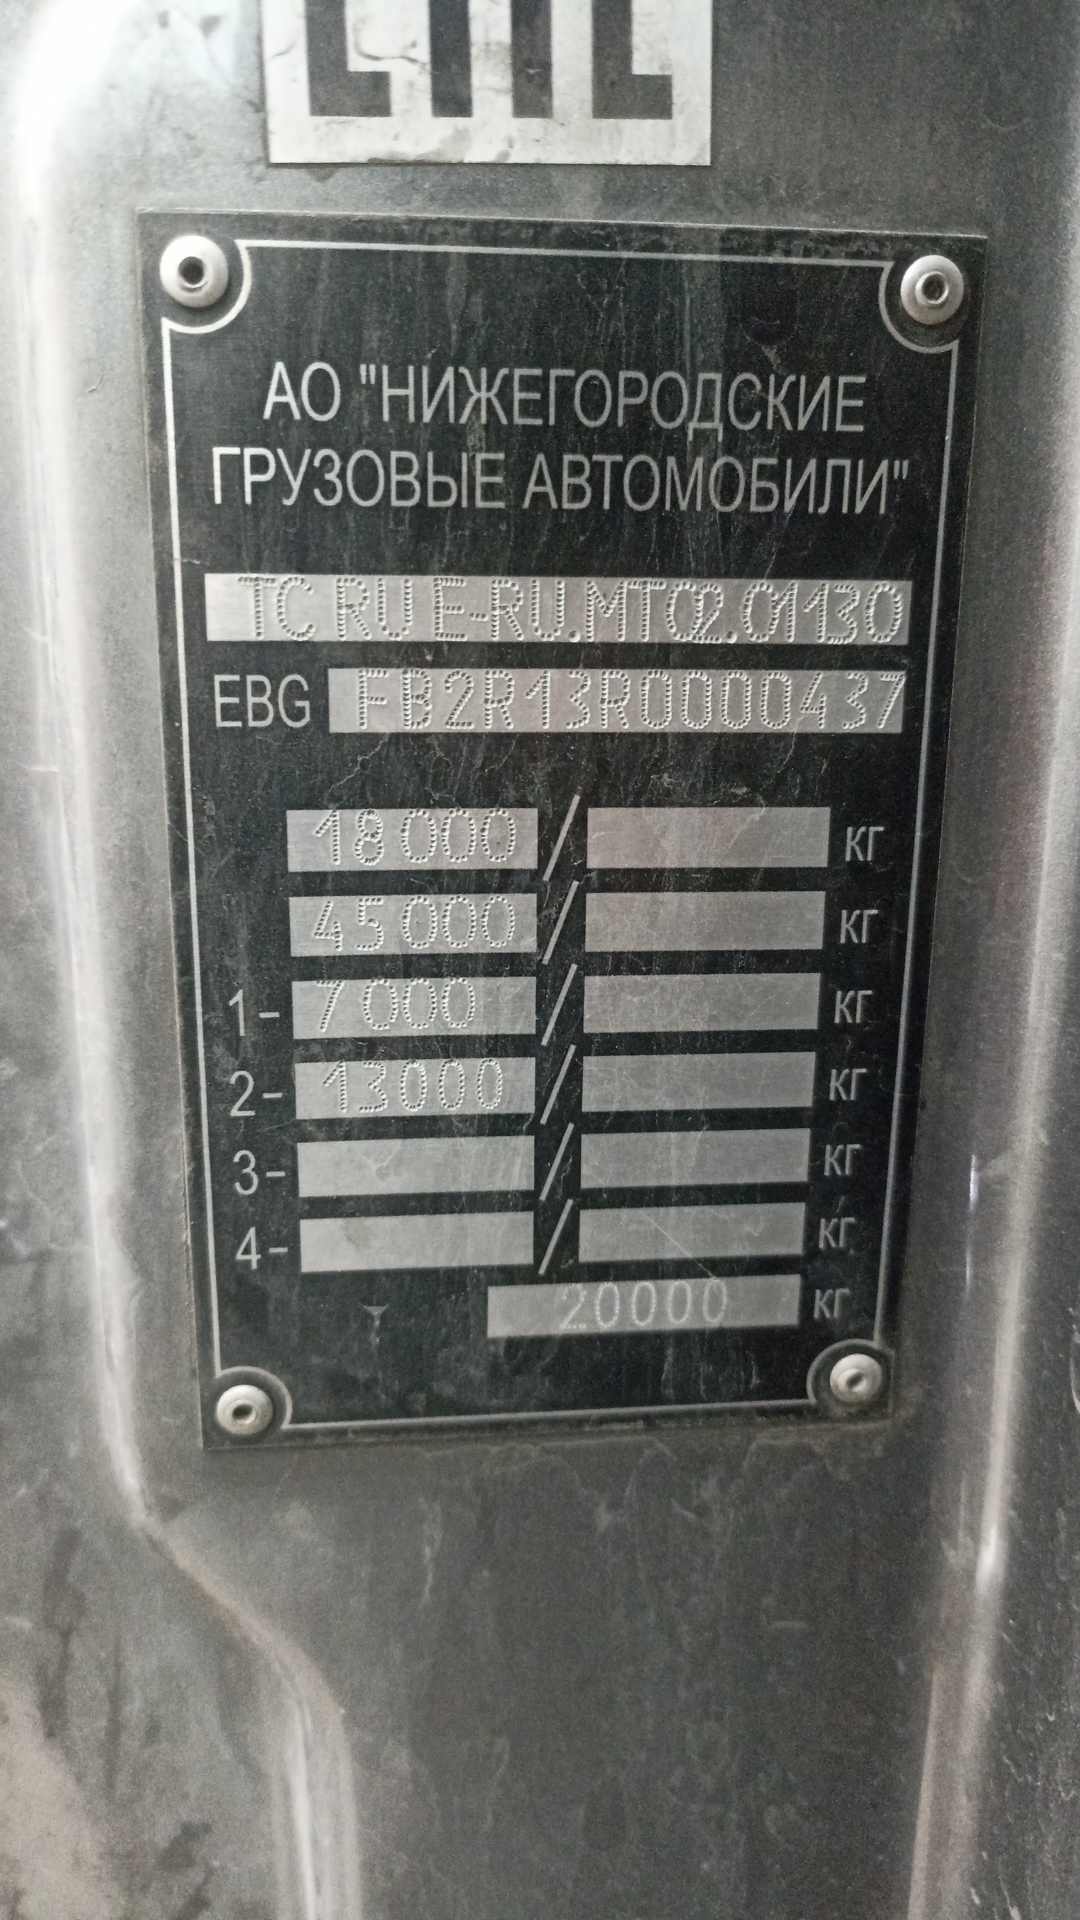 EAC
АО "НИЖЕГОРОДСКИЕ
ГРУЗОВЫЕ АВТОМОБИЛИ"
TC RU E-RU.MT02.01130
EBG FB2R13R0000437
18000 / кг
45000 / кг
1- 7000 / кг
2- 13000 / кг
3- / кг
4- / кг
20000 кг